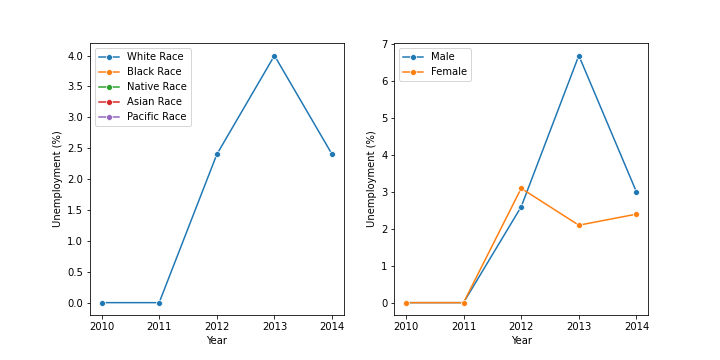 4.0
3.5
3.0
2.5
2.0
1.5
1.0
0.5
0.0
Unemployment (%)
White Race
Black Race
Native Race
Asian Race
Pacific Race
2010 2011 2012 2013 2014
Year
7
6
5
4
3
2
1
0
Unemployment (%)
Male
Female
2010 2011 2012 2013 2014
Year